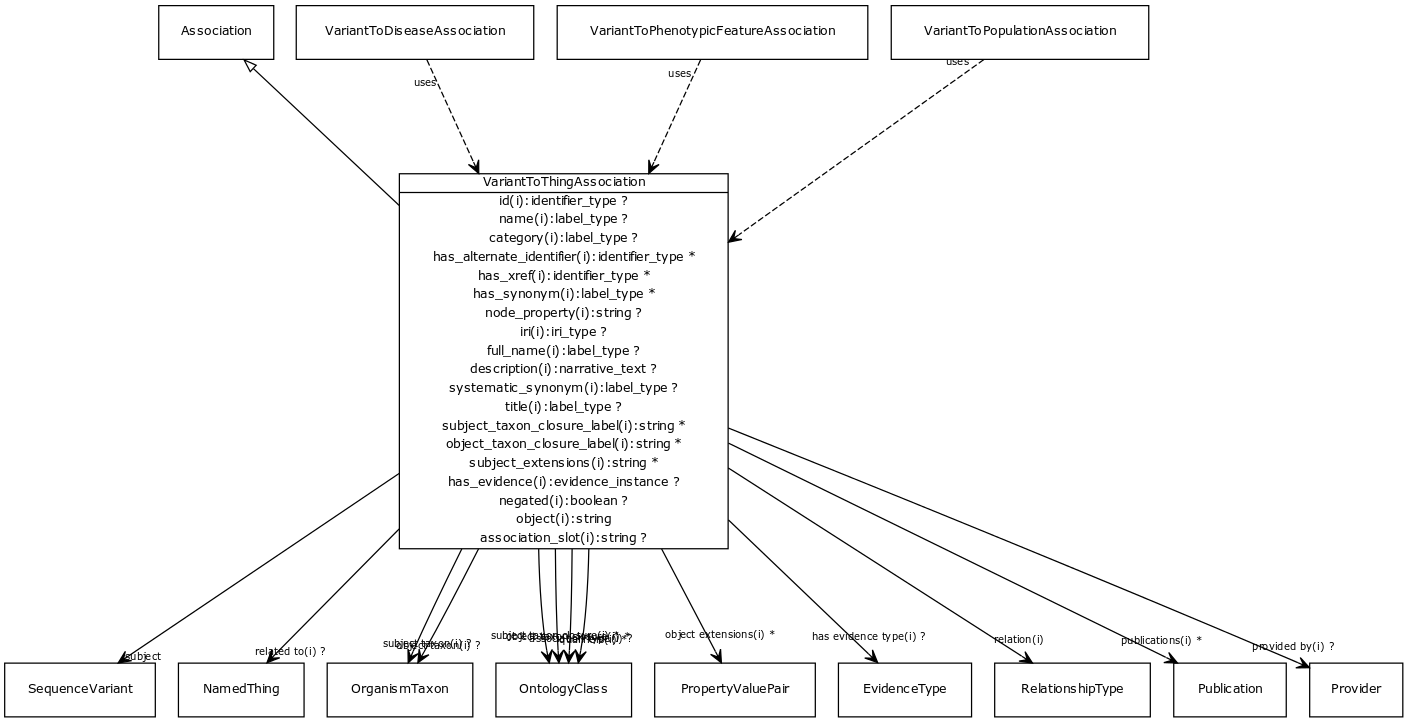 Association
VariantToDiseaseAssociation
VariantToPhenotypicFeatureAssociation
VariantToPopulationAssociation
uses
uses
uses
VariantToThingAssociation
id(i):identifier_type ?
name(i):label_type ?
category(i):label_type ?
has_alternate_identifier(i):identifier_type *
has_xref(i):identifier_type *
has_synonym(i):label_type *
node_property(i):string ?
iri(i):iri_type ?
full_name(i):label_type ?
description(i):narrative_text ?
systematic_synonym(i):label_type ?
title(i):label_type ?
subject_taxon_closure_label(i):string *
object_taxon_closure_label(i):string *
subject_extensions(i):string *
has_evidence(i):evidence_instance ?
negated(i):boolean ?
object(i):string
association_slot(i):string ?
subject
related to(i) ?
subject taxon(i) ?
object taxon(i) ?
object extensions(i) *
has evidence type(i) ?
relation(i)
publications(i) *
provided by(i) ?
SequenceVariant
NamedThing
OrganismTaxon
OntologyClass
PropertyValuePair
EvidenceType
RelationshipType
Publication
Provider